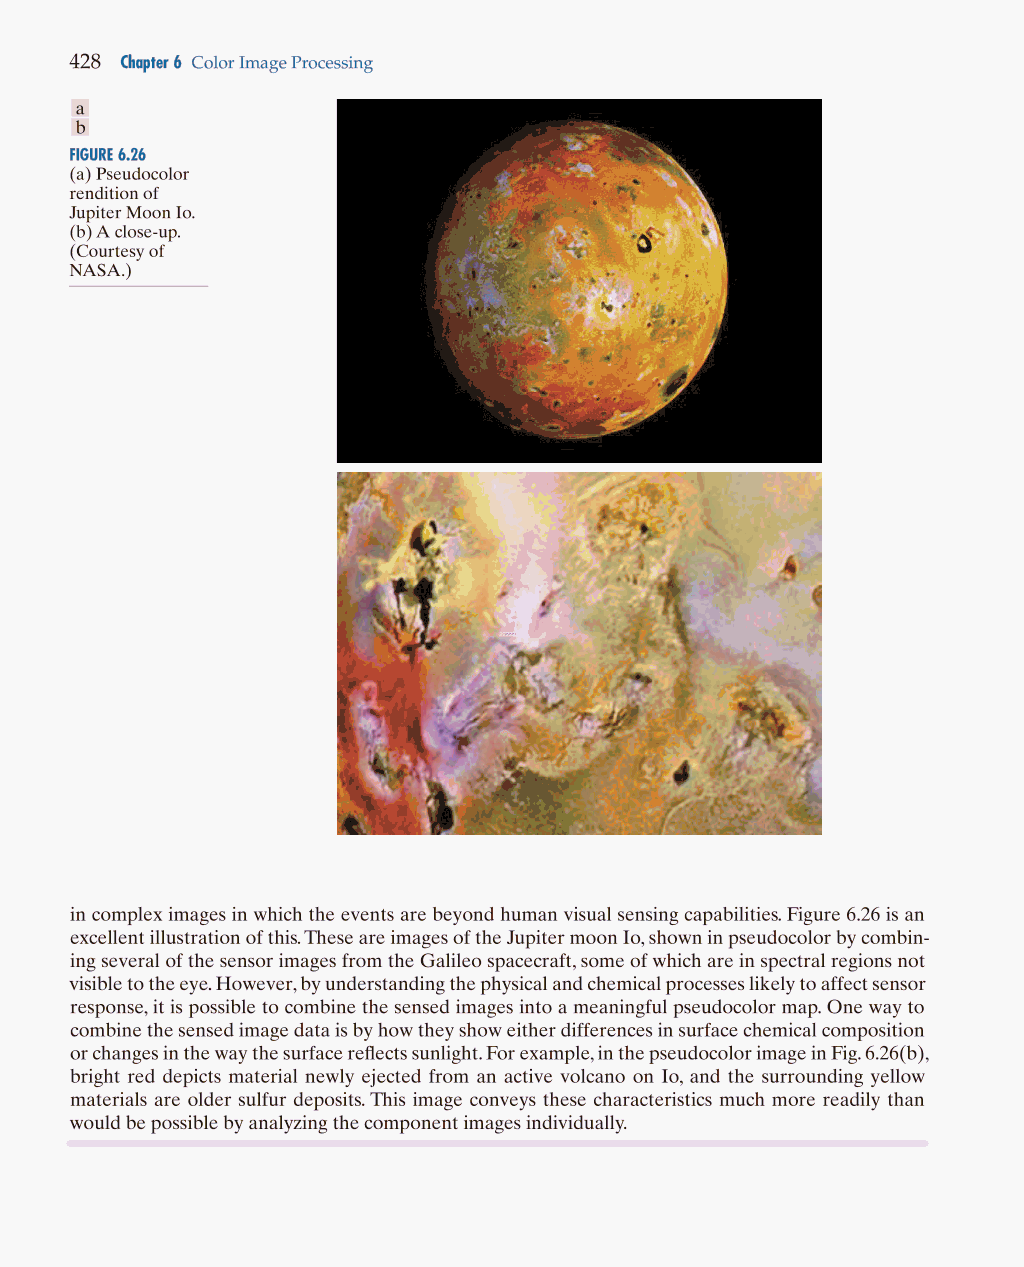 428 Chapter 6 Color Image Processing
a
b
FIGURE 6.26
(a) Pseudocolor
rendition of
Jupiter Moon Io.
(b) A close-up.
(Courtesy of
NASA.)
in complex images in which the events are beyond human visual sensing capabilities. Figure 6.26 is an
excellent illustration of this. These are images of the Jupiter moon Io, shown in pseudocolor by combin-
ing several of the sensor images from the Galileo spacecraft, some of which are in spectral regions not
visible to the eye. However, by understanding the physical and chemical processes likely to affect sensor
response, it is possible to combine the sensed images into a meaningful pseudocolor map. One way to
combine the sensed image data is by how they show either differences in surface chemical composition
or changes in the way the surface reflects sunlight. For example, in the pseudocolor image in Fig. 6.26(b),
bright red depicts material newly ejected from an active volcano on Io, and the surrounding yellow
materials are older sulfur deposits. This image conveys these characteristics much more readily than
would be possible by analyzing the component images individually.